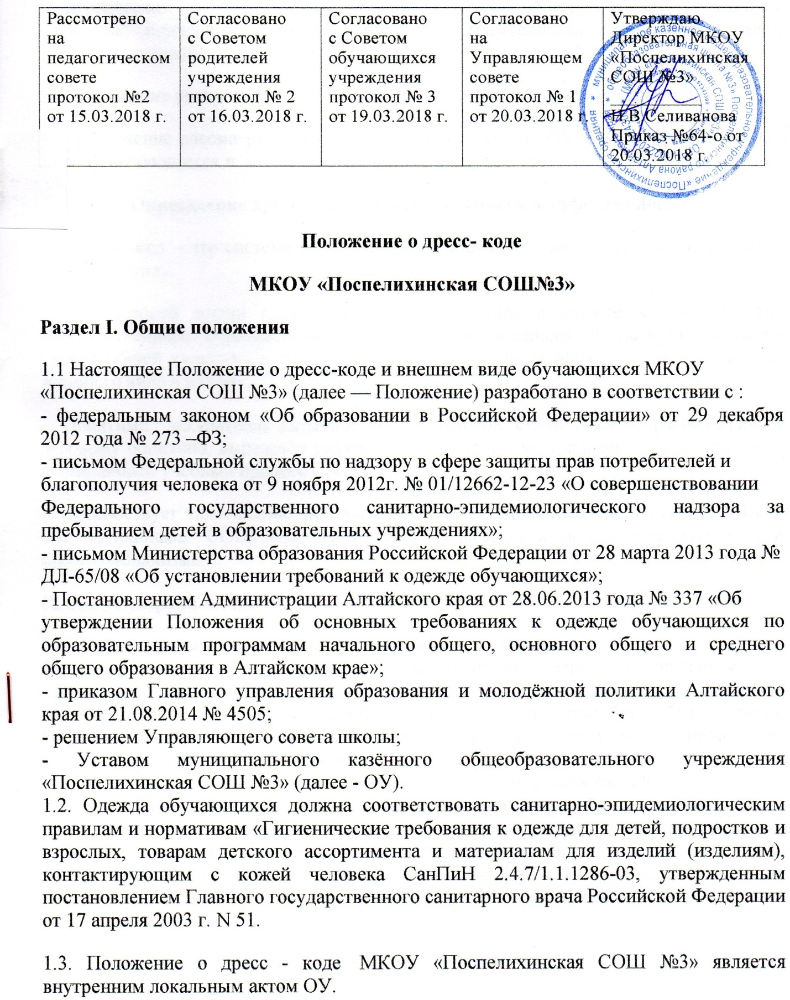 Рассмотрено
на
педагогическом
совете
протокол №2
от 15.03.2018 г.
Согласовано
с Советом
родителей
учреждения
протокол № 2
от 16.03.2018 г.
Согласовано
с Советом
обучающихся
учреждения
протокол № 3
от 19.03.2018 г.
Согласовано
на
Управляющем
совете
протокол № 1
от 20.03.2018 г.
Утверждаю.
Директор МКОУ
«Поспелихинская
СОШ №3»
Н.В.Селиванова
Приказ №64-о от
20.03.2018 г.
Положение о дресс- коде
МКОУ «Поспелихинская СОШ№3»
Раздел I. Общие положения
1.1 Настоящее Положение о дресс-коде и внешнем виде обучающихся МКОУ
«Поспелихинская СОШ №3» (далее — Положение) разработано в соответствии с :
- федеральным законом «Об образовании в Российской Федерации» от 29 декабря
2012 года № 273 –ФЗ;
- письмом Федеральной службы по надзору в сфере защиты прав потребителей и
благополучия человека от 9 ноября 2012г. № 01/12662-12-23 «О совершенствовании
Федерального государственного санитарно-эпидемиологического надзора за
пребыванием детей в образовательных учреждениях»;
- письмом Министерства образования Российской Федерации от 28 марта 2013 года №
ДЛ-65/08 «Об установлении требований к одежде обучающихся»;
- Постановлением Администрации Алтайского края от 28.06.2013 года № 337 «Об
утверждении Положения об основных требованиях к одежде обучающихся по
образовательным программам начального общего, основного общего и среднего
общего образования в Алтайском крае»;
- приказом Главного управления образования и молодёжной политики Алтайского
края от 21.08.2014 № 4505;
- решением Управляющего совета школы;
- Уставом муниципального казённого общеобразовательного учреждения
«Поспелихинская СОШ №3» (далее - ОУ).
1.2. Одежда обучающихся должна соответствовать санитарно-эпидемиологическим
правилам и нормативам «Гигиенические требования к одежде для детей, подростков и
взрослых, товарам детского ассортимента и материалам для изделий (изделиям),
контактирующим с кожей человека СанПиН 2.4.7/1.1.1286-03, утвержденным
постановлением Главного государственного санитарного врача Российской Федерации
от 17 апреля 2003 г. N 51.
1.3. Положение о дресс - коде МКОУ «Поспелихинская СОШ №3» является
внутренним локальным актом ОУ.